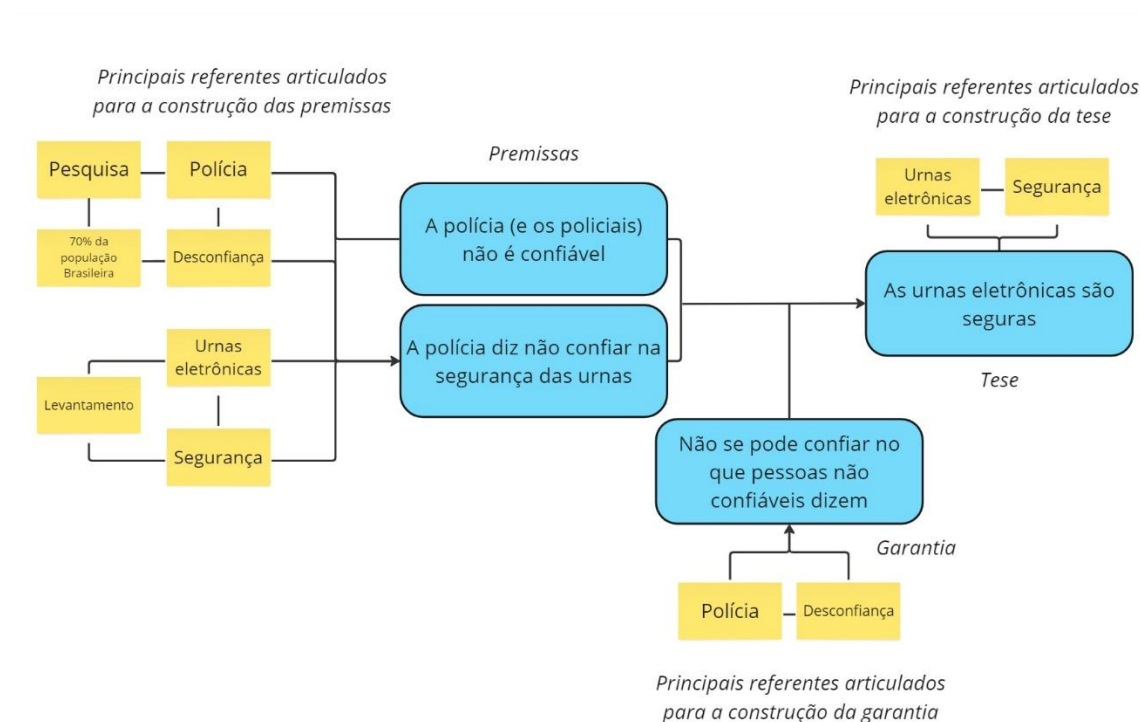 Principais referentes articulados
para a construção das premissas
Pesquisa
Polícia
70% da
população
Brasileira
Desconfiança
Urnas
eletrônicas
Levantamento
Segurança
Premissas
A polícia (e os policiais)
não é confiável
A polícia diz não confiar na
segurança das urnas
Principais referentes articulados
para a construção da tese
Urnas
eletrônicas
Segurança
As urnas eletrônicas são
seguras
Tese
Não se pode confiar no
que pessoas não
confiáveis dizem
Garantia
Polícia
Desconfiança
Principais referentes articulados
para a construção da garantia